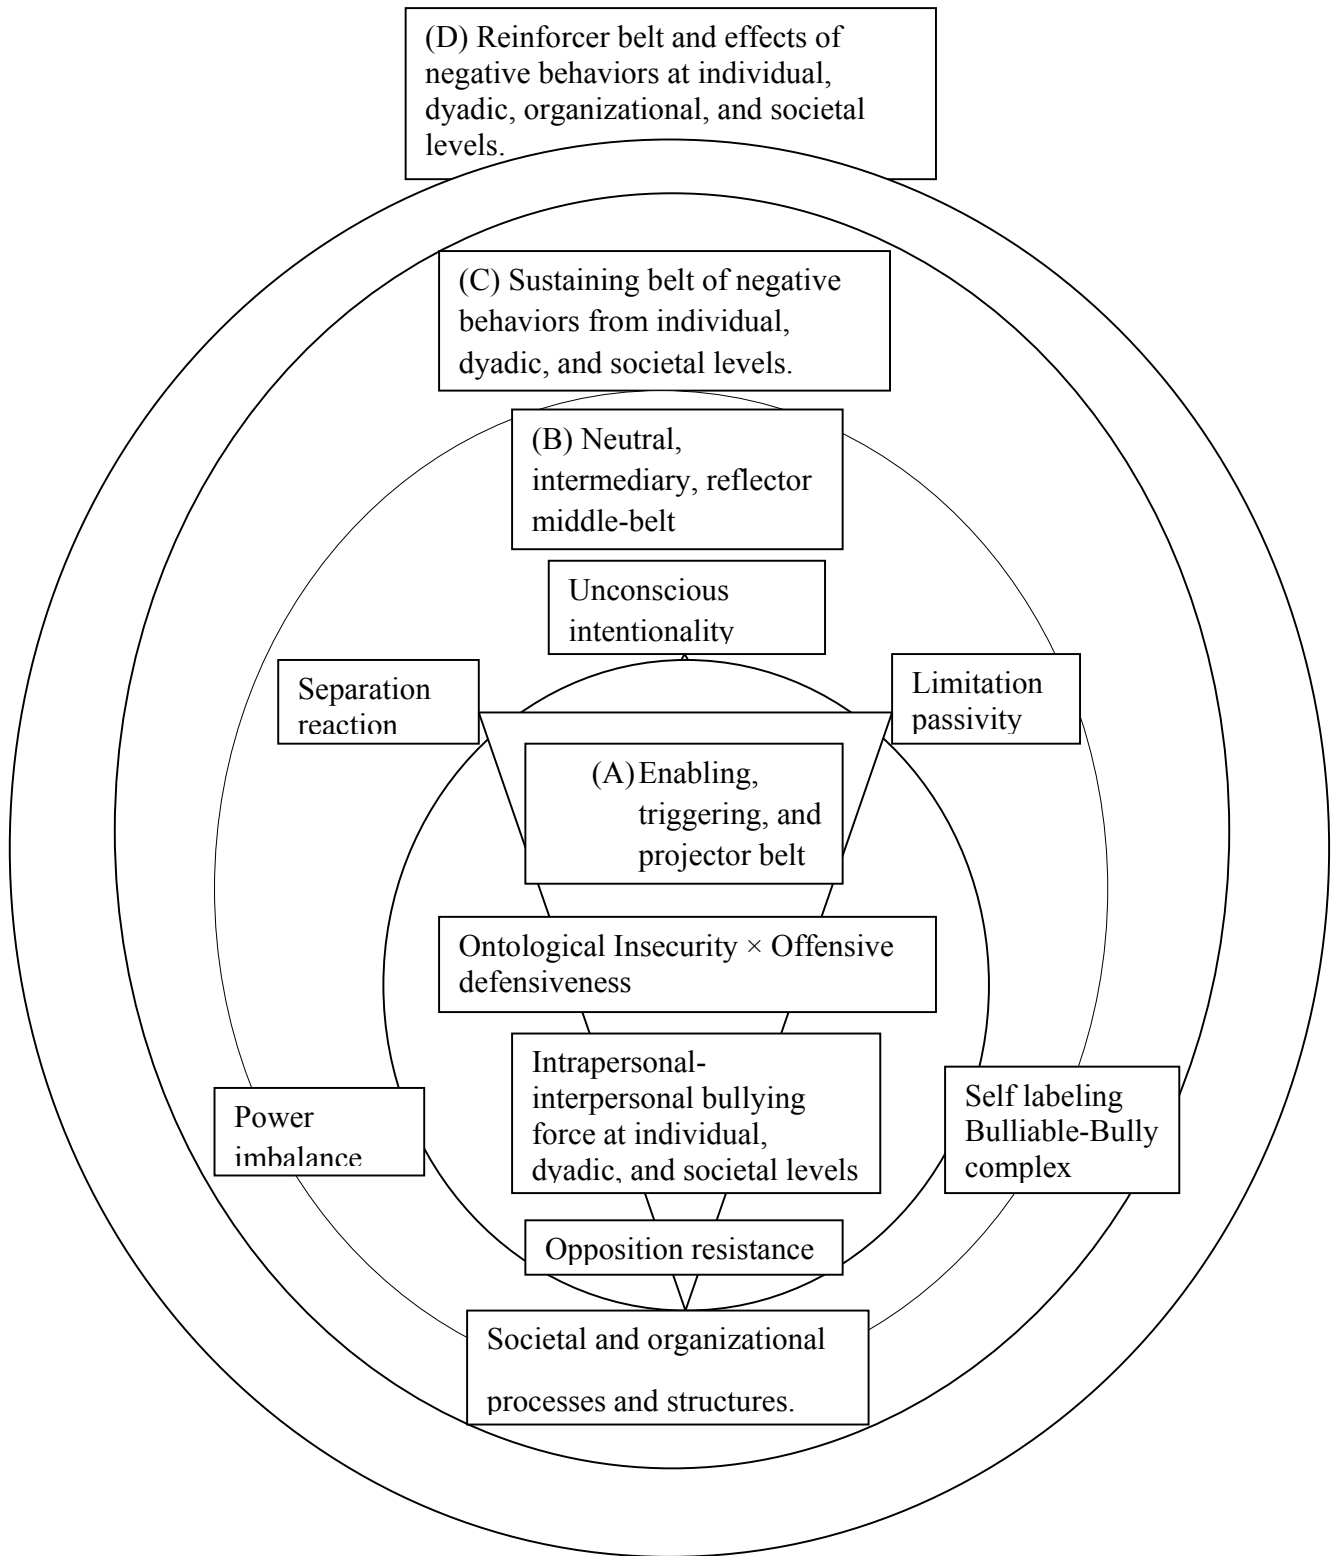 (D) Reinforcer belt and effects of
negative behaviors at individual,
dyadic, organizational, and societal
levels.
(C) Sustaining belt of negative
behaviors from individual,
dyadic, and societal levels.
(B) Neutral,
intermediary, reflector
middle-belt
Unconscious
intentionality
Separation
reaction
Limitation
passivity
(A) Enabling,
triggering, and
projector belt
Ontological Insecurity × Offensive
defensiveness
Intrapersonal-
interpersonal bullying
force at individual,
dyadic, and societal levels
Power
imbalance
Self labeling
Bulliable-Bully
complex
Opposition resistance
Societal and organizational
processes and structures.